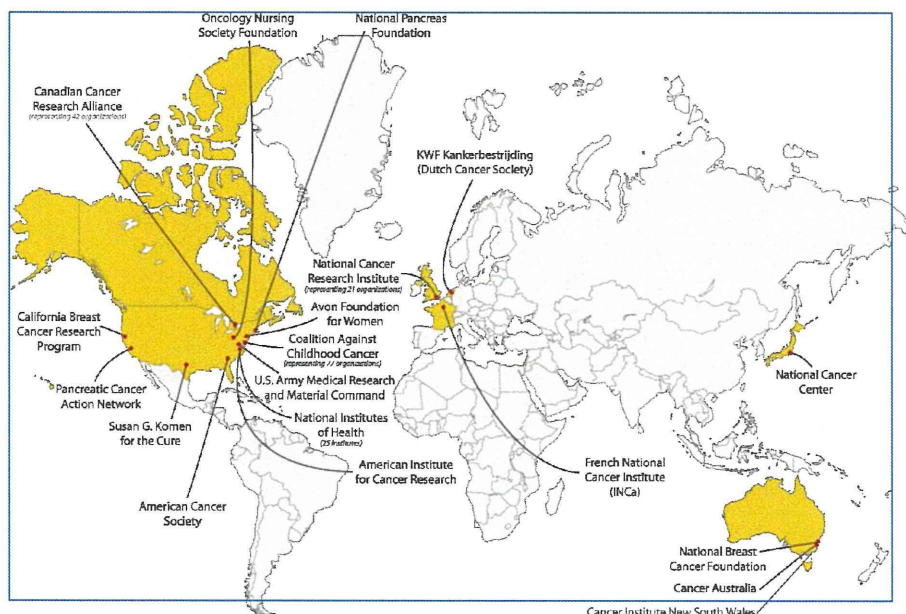 Oncology Nursing
Society Foundation
National Pancreas
Foundation
Canadian Cancer
Research Alliance
(representing 42 organizations)
KWF Kankerbestrijding
(Dutch Cancer Society)
National Cancer
Research Institute
(representing 21 organizations)
California Breast
Cancer Research
Program
Avon Foundation
for Women
Coalition Against
Childhood Cancer
(representing 77 organizations)
Pancreatic Cancer
Action Network
U.S. Army Medical Research
and Material Command
National Cancer
Center
Susan G. Komen
for the Cure
National Institutes
of Health
(25 institutes)
American Institute
for Cancer Research
French National
Cancer Institute
(INCa)
American Cancer
Society
National Breast
Cancer Foundation
Cancer Australia
Cancer Institute New South Wales